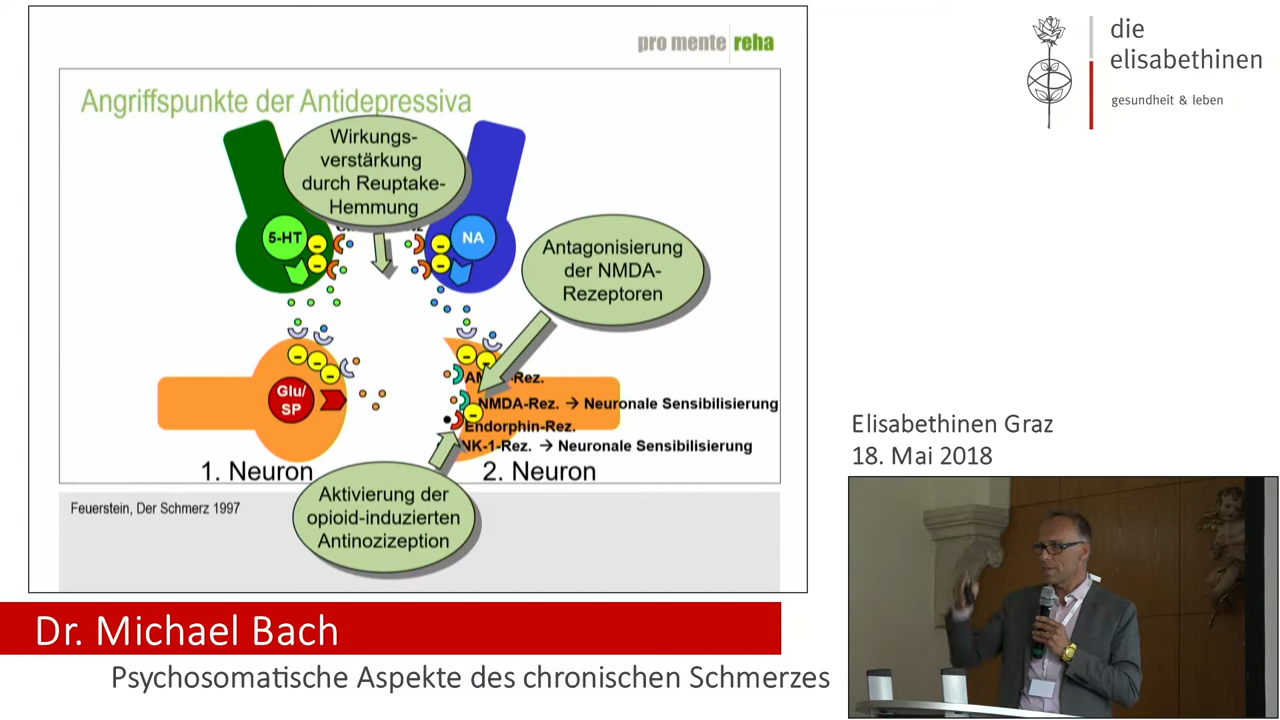 pro mente reha
die
elisabethinen
gesundheit & leben
Angriffspunkte der Antidepressiva
Wirkungs-
verstärkung
durch Reuptake-
Hemmung
5-HT
NA
Antagonisierung
der NMDA-
Rezeptoren
Glu/
SP
Rez.
NMDA-Rez. → Neuronale Sensibilisierung
Endorphin-Rez.
NK-1-Rez. → Neuronale Sensibilisierung
1. Neuron
2. Neuron
Aktivierung der
opioid-induzierten
Antinozizeption
Feuerstein, Der Schmerz 1997
Elisabethinen Graz
18. Mai 2018
Dr. Michael Bach
Psychosomatische Aspekte des chronischen Schmerzes